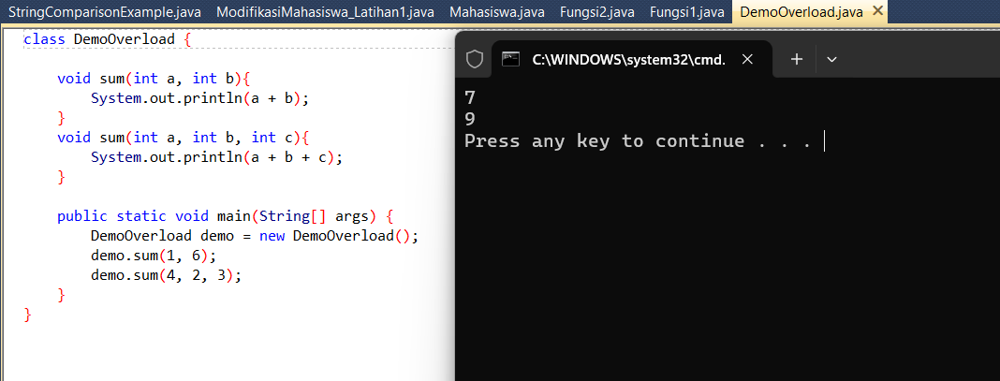 StringComparisonExample.java ModifikasiMahasiswa_Latihan1.java Mahasiswa.java Fungsi2.java Fungsi1.java DemoOverload.java
class DemoOverload {
void sum(int a, int b){
System.out.println(a + b);
}
void sum(int a, int b, int c){
System.out.println(a + b + c);
}
public static void main(String[] args) {
DemoOverload demo = new DemoOverload();
demo.sum(1, 6);
demo.sum(4, 2, 3);
}
}
C:\WINDOWS\system32\cmd.
7
9
Press any key to continue . . .